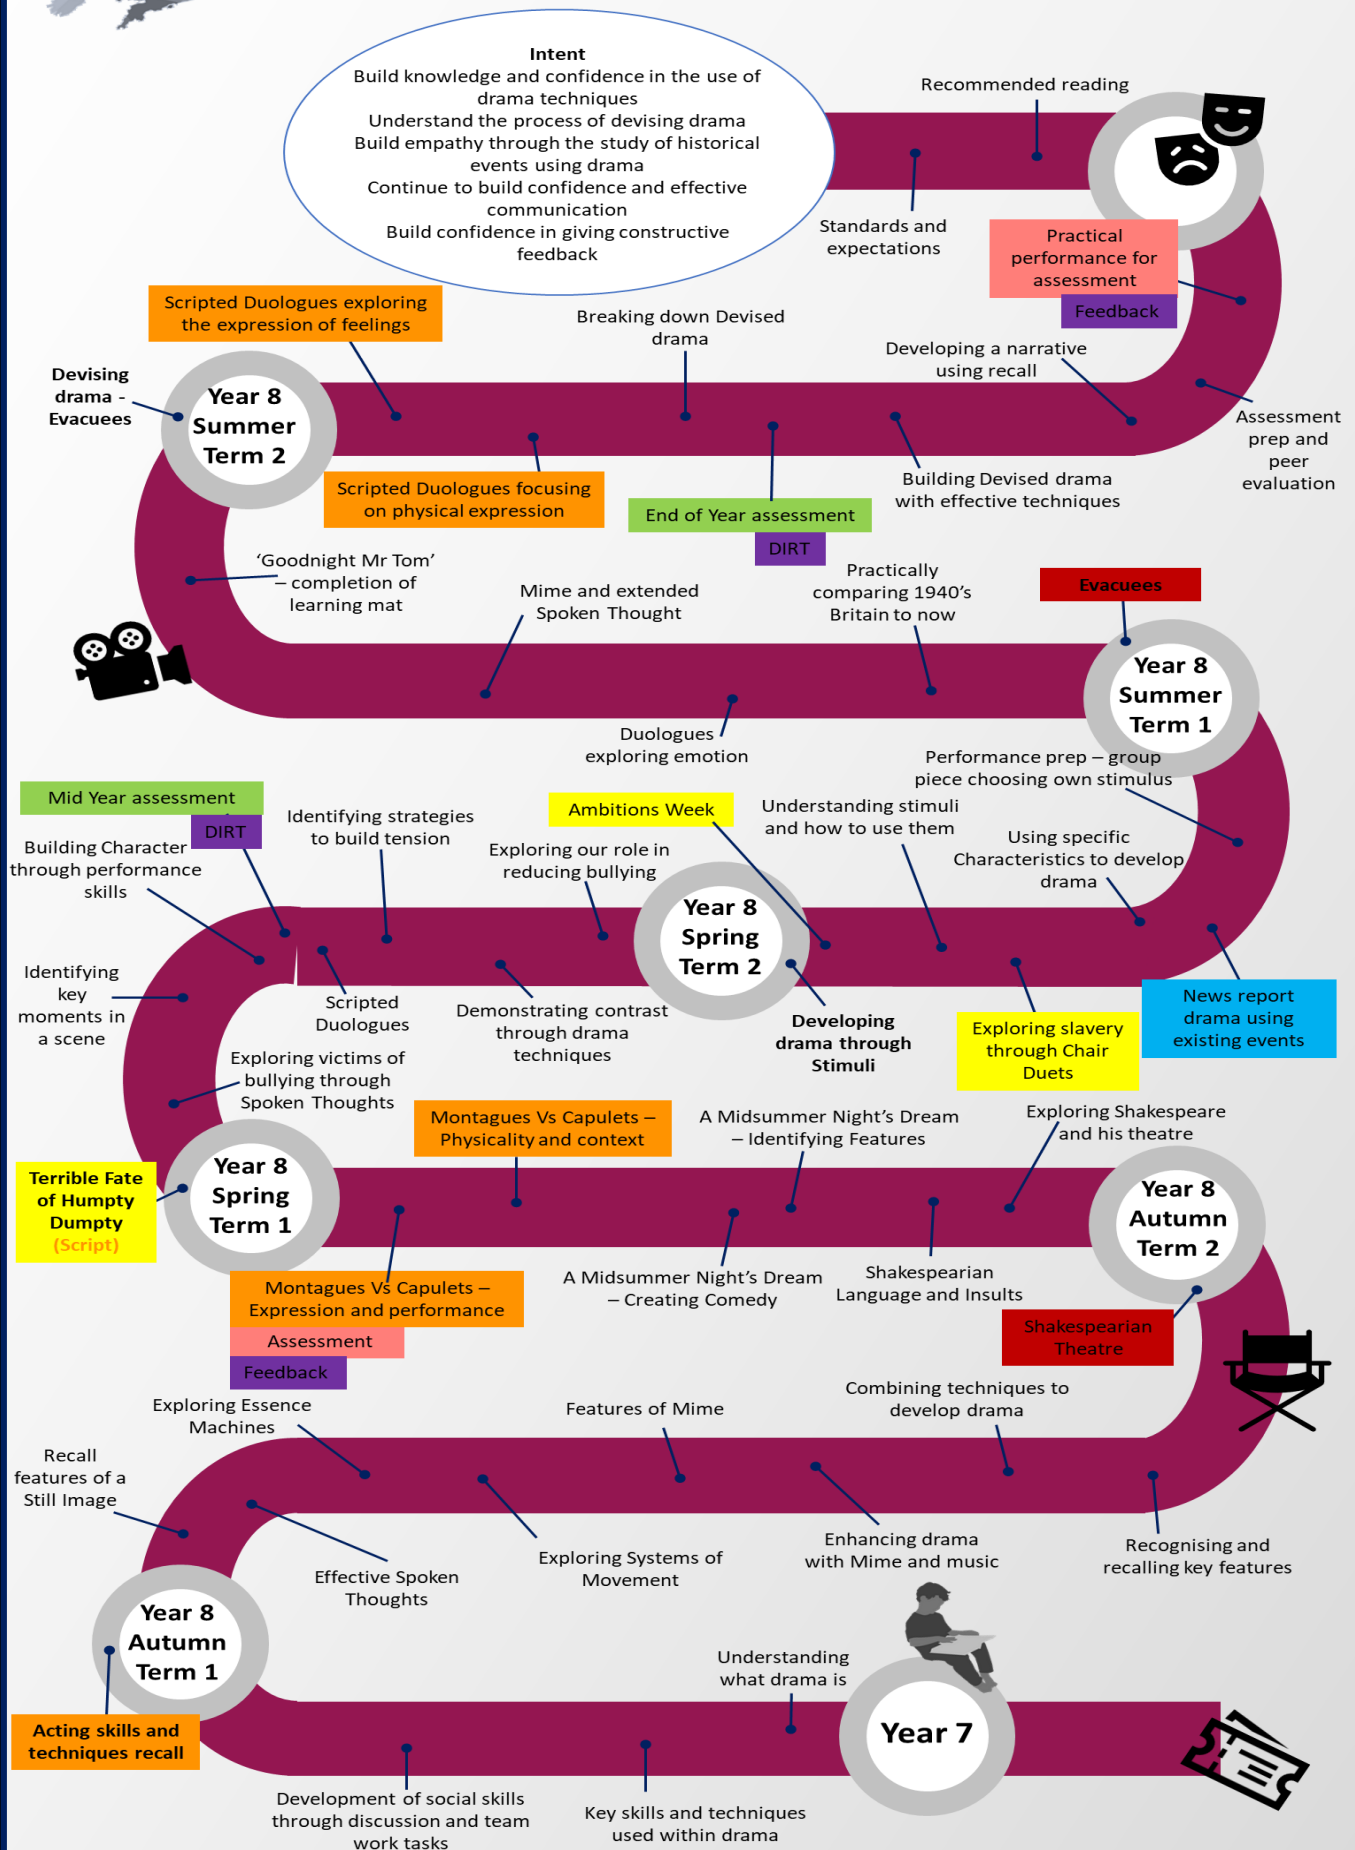 Intent
Build knowledge and confidence in the use of
drama techniques
Understand the process of devising drama
Build empathy through the study of historical
events using drama
Continue to build confidence and effective
communication
Build confidence in giving constructive
feedback
Recommended reading
Standards and
expectations
Practical
performance for
assessment
Feedback
Scripted Duologues exploring
the expression of feelings
Breaking down Devised
drama
Developing a narrative
using recall
Devising
drama -
Evacuees
Year 8
Summer
Term 2
Assessment
prep and
peer
evaluation
Scripted Duologues focusing
on physical expression
End of Year assessment
DIRT
Building Devised drama
with effective techniques
‘Goodnight Mr Tom’
– completion of
learning mat
Mime and extended
Spoken Thought
Practically
comparing 1940’s
Britain to now
Evacuees
Year 8
Summer
Term 1
Duologues
exploring emotion
Performance prep – group
piece choosing own stimulus
Mid Year assessment
DIRT
Building Character
through performance
skills
Identifying strategies
to build tension
Ambitions Week
Exploring our role in
reducing bullying
Understanding stimuli
and how to use them
Using specific
Characteristics to develop
drama
Year 8
Spring
Term 2
Identifying
key
moments in
a scene
Scripted
Duologues
Demonstrating contrast
through drama
techniques
Developing
drama through
Stimuli
Exploring slavery
through Chair
Duets
News report
drama using
existing events
Exploring victims of
bullying through
Spoken Thoughts
Montagues Vs Capulets –
Physicality and context
A Midsummer Night’s Dream
– Identifying Features
Exploring Shakespeare
and his theatre
Terrible Fate
of Humpty
Dumpty
(Script)
Year 8
Spring
Term 1
Year 8
Autumn
Term 2
Montagues Vs Capulets –
Expression and performance
Assessment
Feedback
A Midsummer Night’s Dream
– Creating Comedy
Shakespearian
Language and Insults
Shakespearian
Theatre
Exploring Essence
Machines
Features of Mime
Combining techniques to
develop drama
Recall
features of a
Still Image
Effective Spoken
Thoughts
Exploring Systems of
Movement
Enhancing drama
with Mime and music
Recognising and
recalling key features
Year 8
Autumn
Term 1
Understanding
what drama is
Year 7
Acting skills and
techniques recall
Development of social skills
through discussion and team
work tasks
Key skills and techniques
used within drama